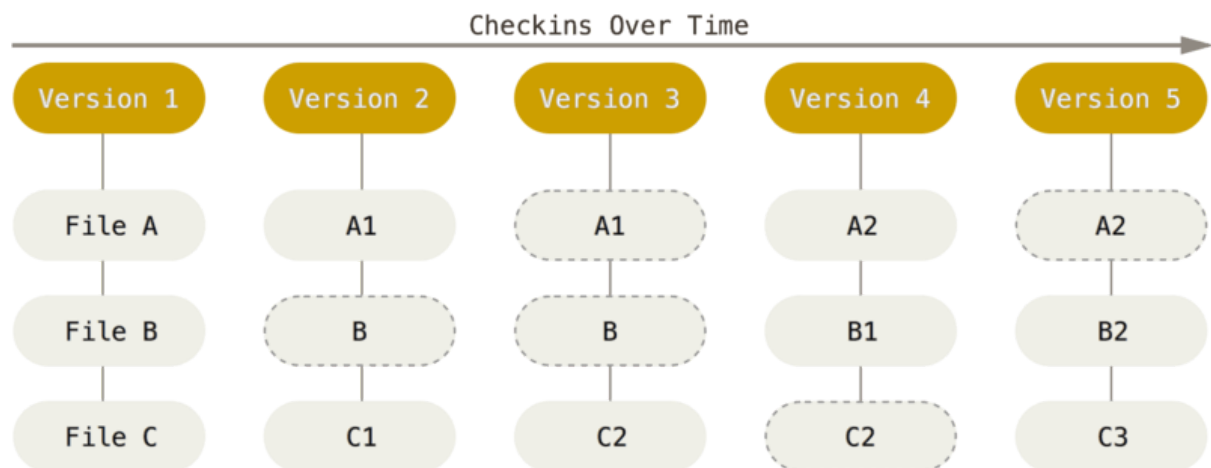 Checkins Over Time
Version 1 Version 2 Version 3 Version 4 Version 5
File A A1 A1 A2 A2
File B B B B1 B2
File C C1 C2 C2 C3